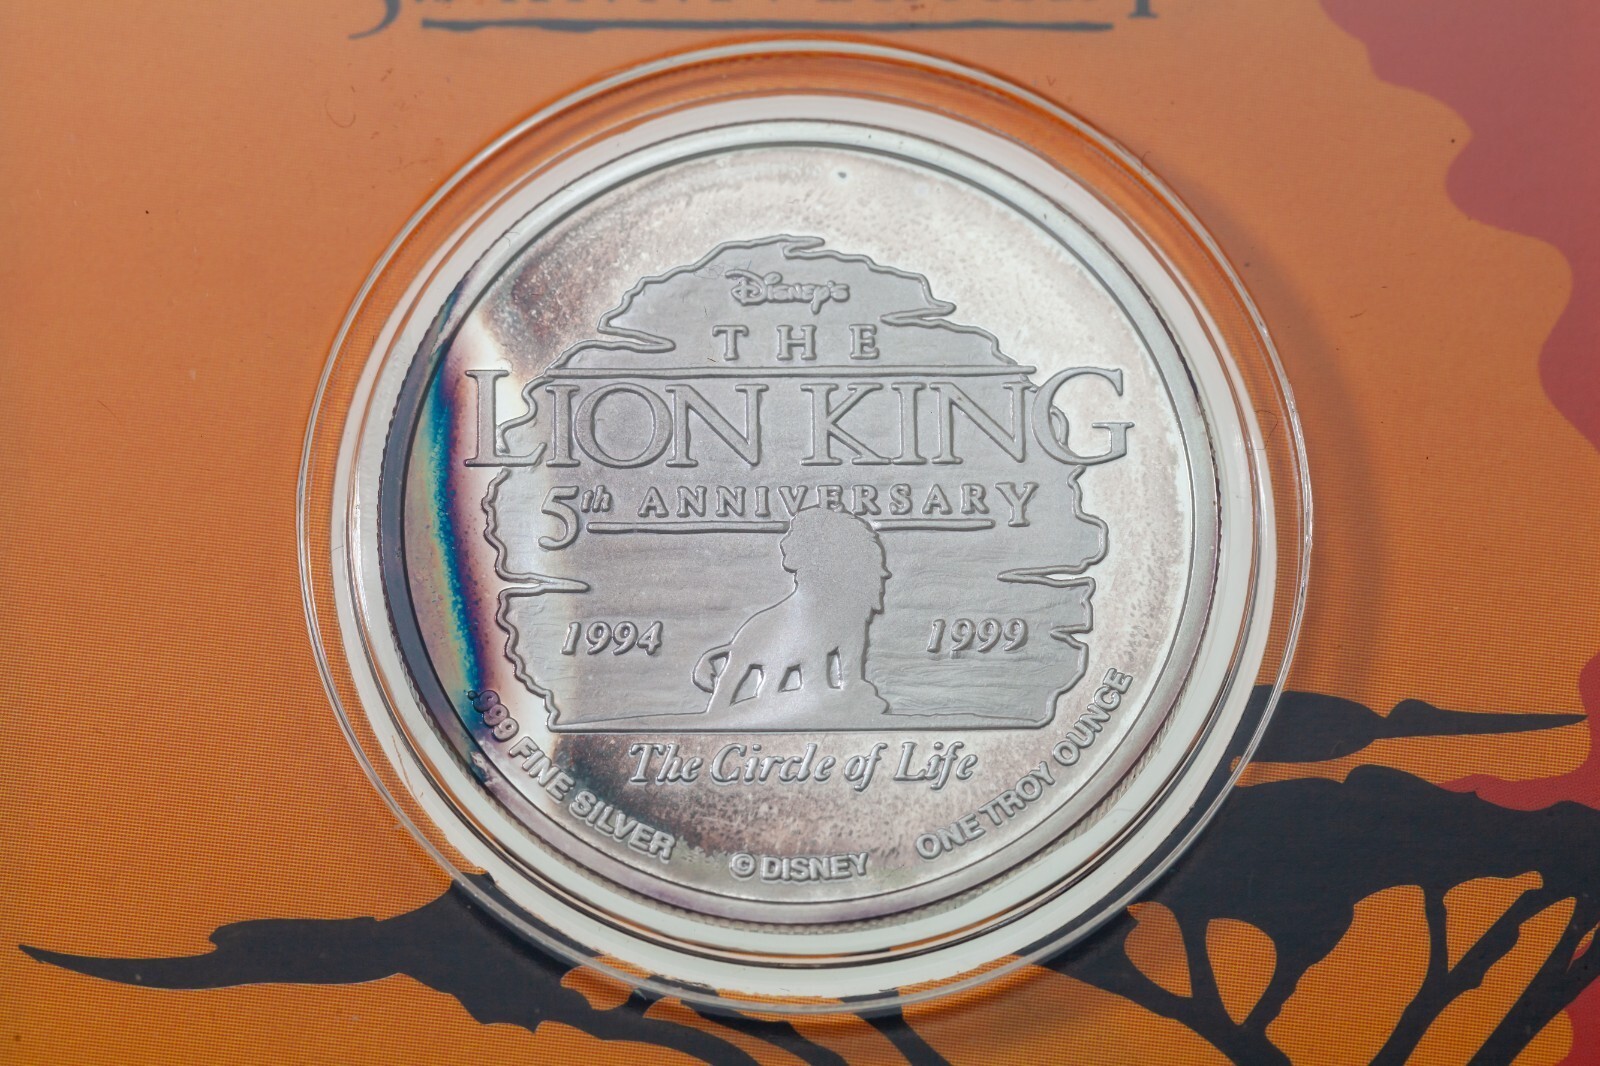 Disney's
THE
LION KING
5th ANNIVERSARY
1994 1999
The Circle of Life
.999 FINE SILVER
© DISNEY
ONE TROY OUNCE